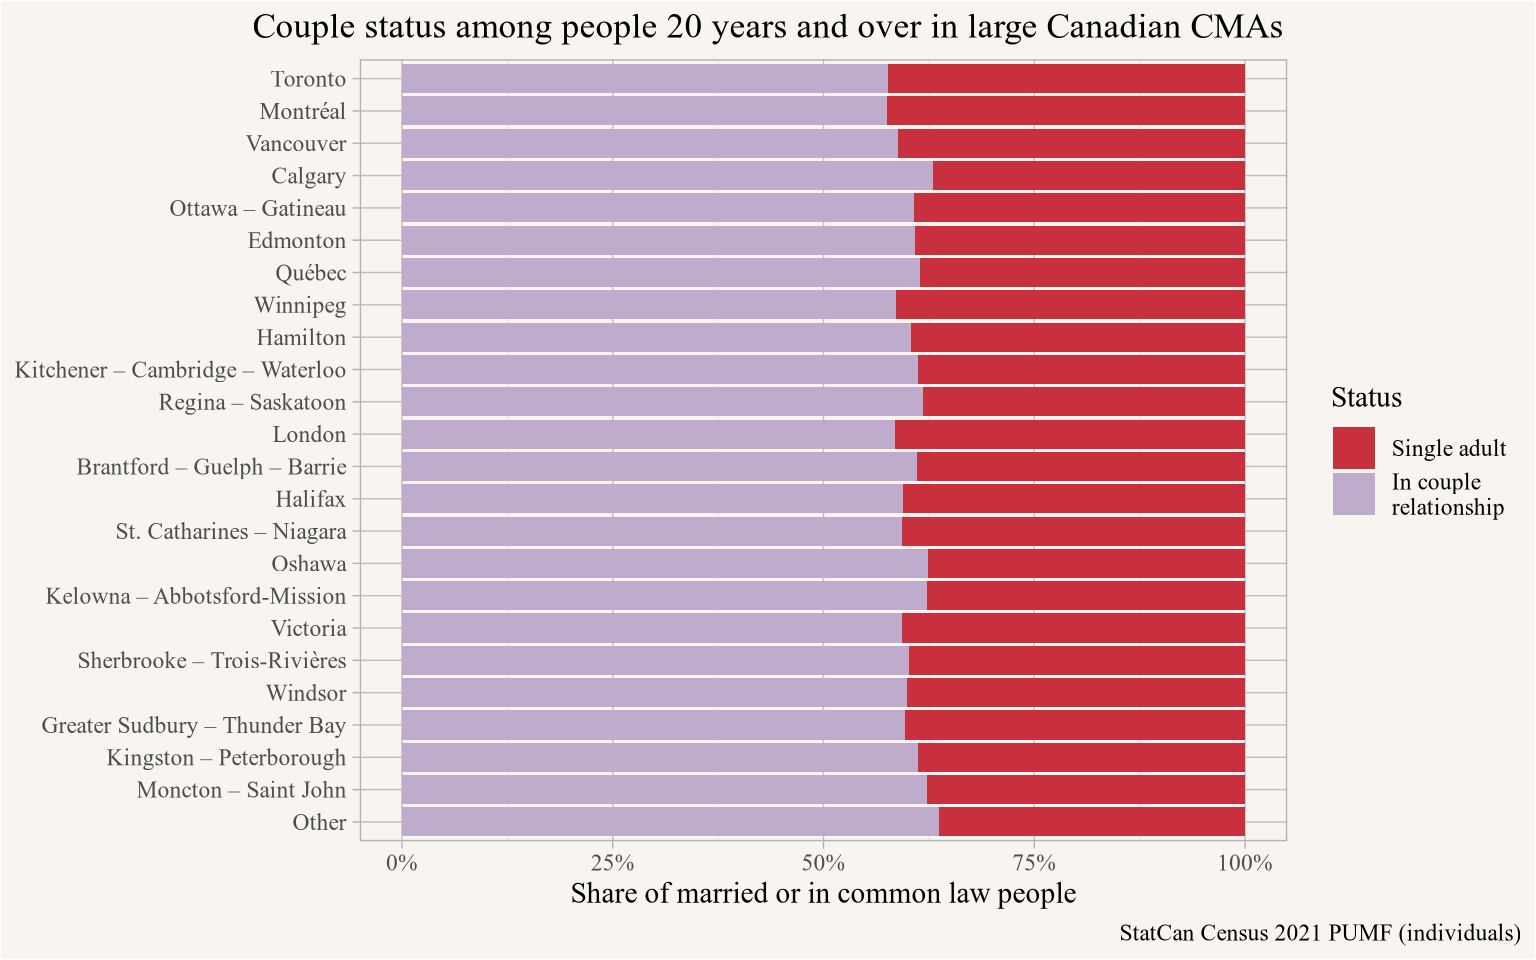 Couple status among people 20 years and over in large Canadian CMAs
Toronto
Montréal
Vancouver
Calgary
Ottawa – Gatineau
Edmonton
Québec
Winnipeg
Hamilton
Kitchener – Cambridge – Waterloo
Regina – Saskatoon
London
Brantford – Guelph – Barrie
Halifax
St. Catharines – Niagara
Oshawa
Kelowna – Abbotsford-Mission
Victoria
Sherbrooke – Trois-Rivières
Windsor
Greater Sudbury – Thunder Bay
Kingston – Peterborough
Moncton – Saint John
Other
0% 25% 50% 75% 100%
Share of married or in common law people
Status
Single adult
In couple
relationship
StatCan Census 2021 PUMF (individuals)